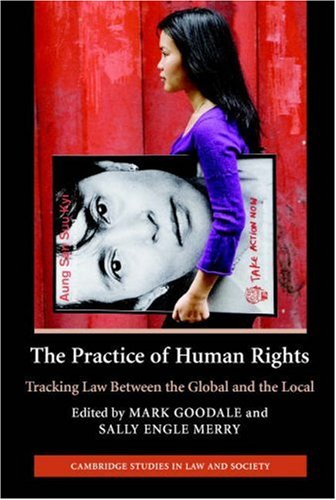 Aung San Suu Kyi
TAKE ACTION NOW
The Practice of Human Rights
Tracking Law Between the Global and the Local
Edited by MARK GOODALE and
SALLY ENGLE MERRY
CAMBRIDGE STUDIES IN LAW AND SOCIETY